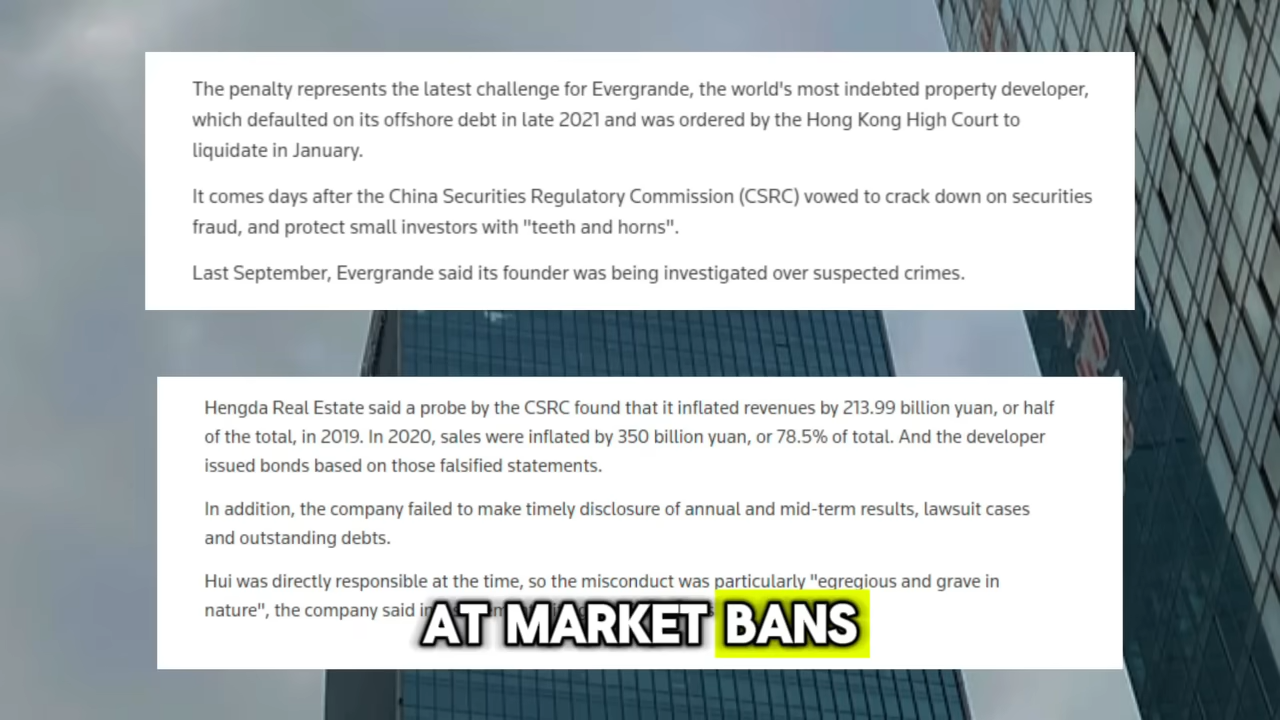 The penalty represents the latest challenge for Evergrande, the world's most indebted property developer,
which defaulted on its offshore debt in late 2021 and was ordered by the Hong Kong High Court to
liquidate in January.
It comes days after the China Securities Regulatory Commission (CSRC) vowed to crack down on securities
fraud, and protect small investors with "teeth and horns".
Last September, Evergrande said its founder was being investigated over suspected crimes.
Hengda Real Estate said a probe by the CSRC found that it inflated revenues by 213.99 billion yuan, or half
of the total, in 2019. In 2020, sales were inflated by 350 billion yuan, or 78.5% of total. And the developer
issued bonds based on those falsified statements.
In addition, the company failed to make timely disclosure of annual and mid-term results, lawsuit cases
and outstanding debts.
Hui was directly responsible at the time, so the misconduct was particularly "egregious and grave in
nature", the company said
AT MARKET BANS